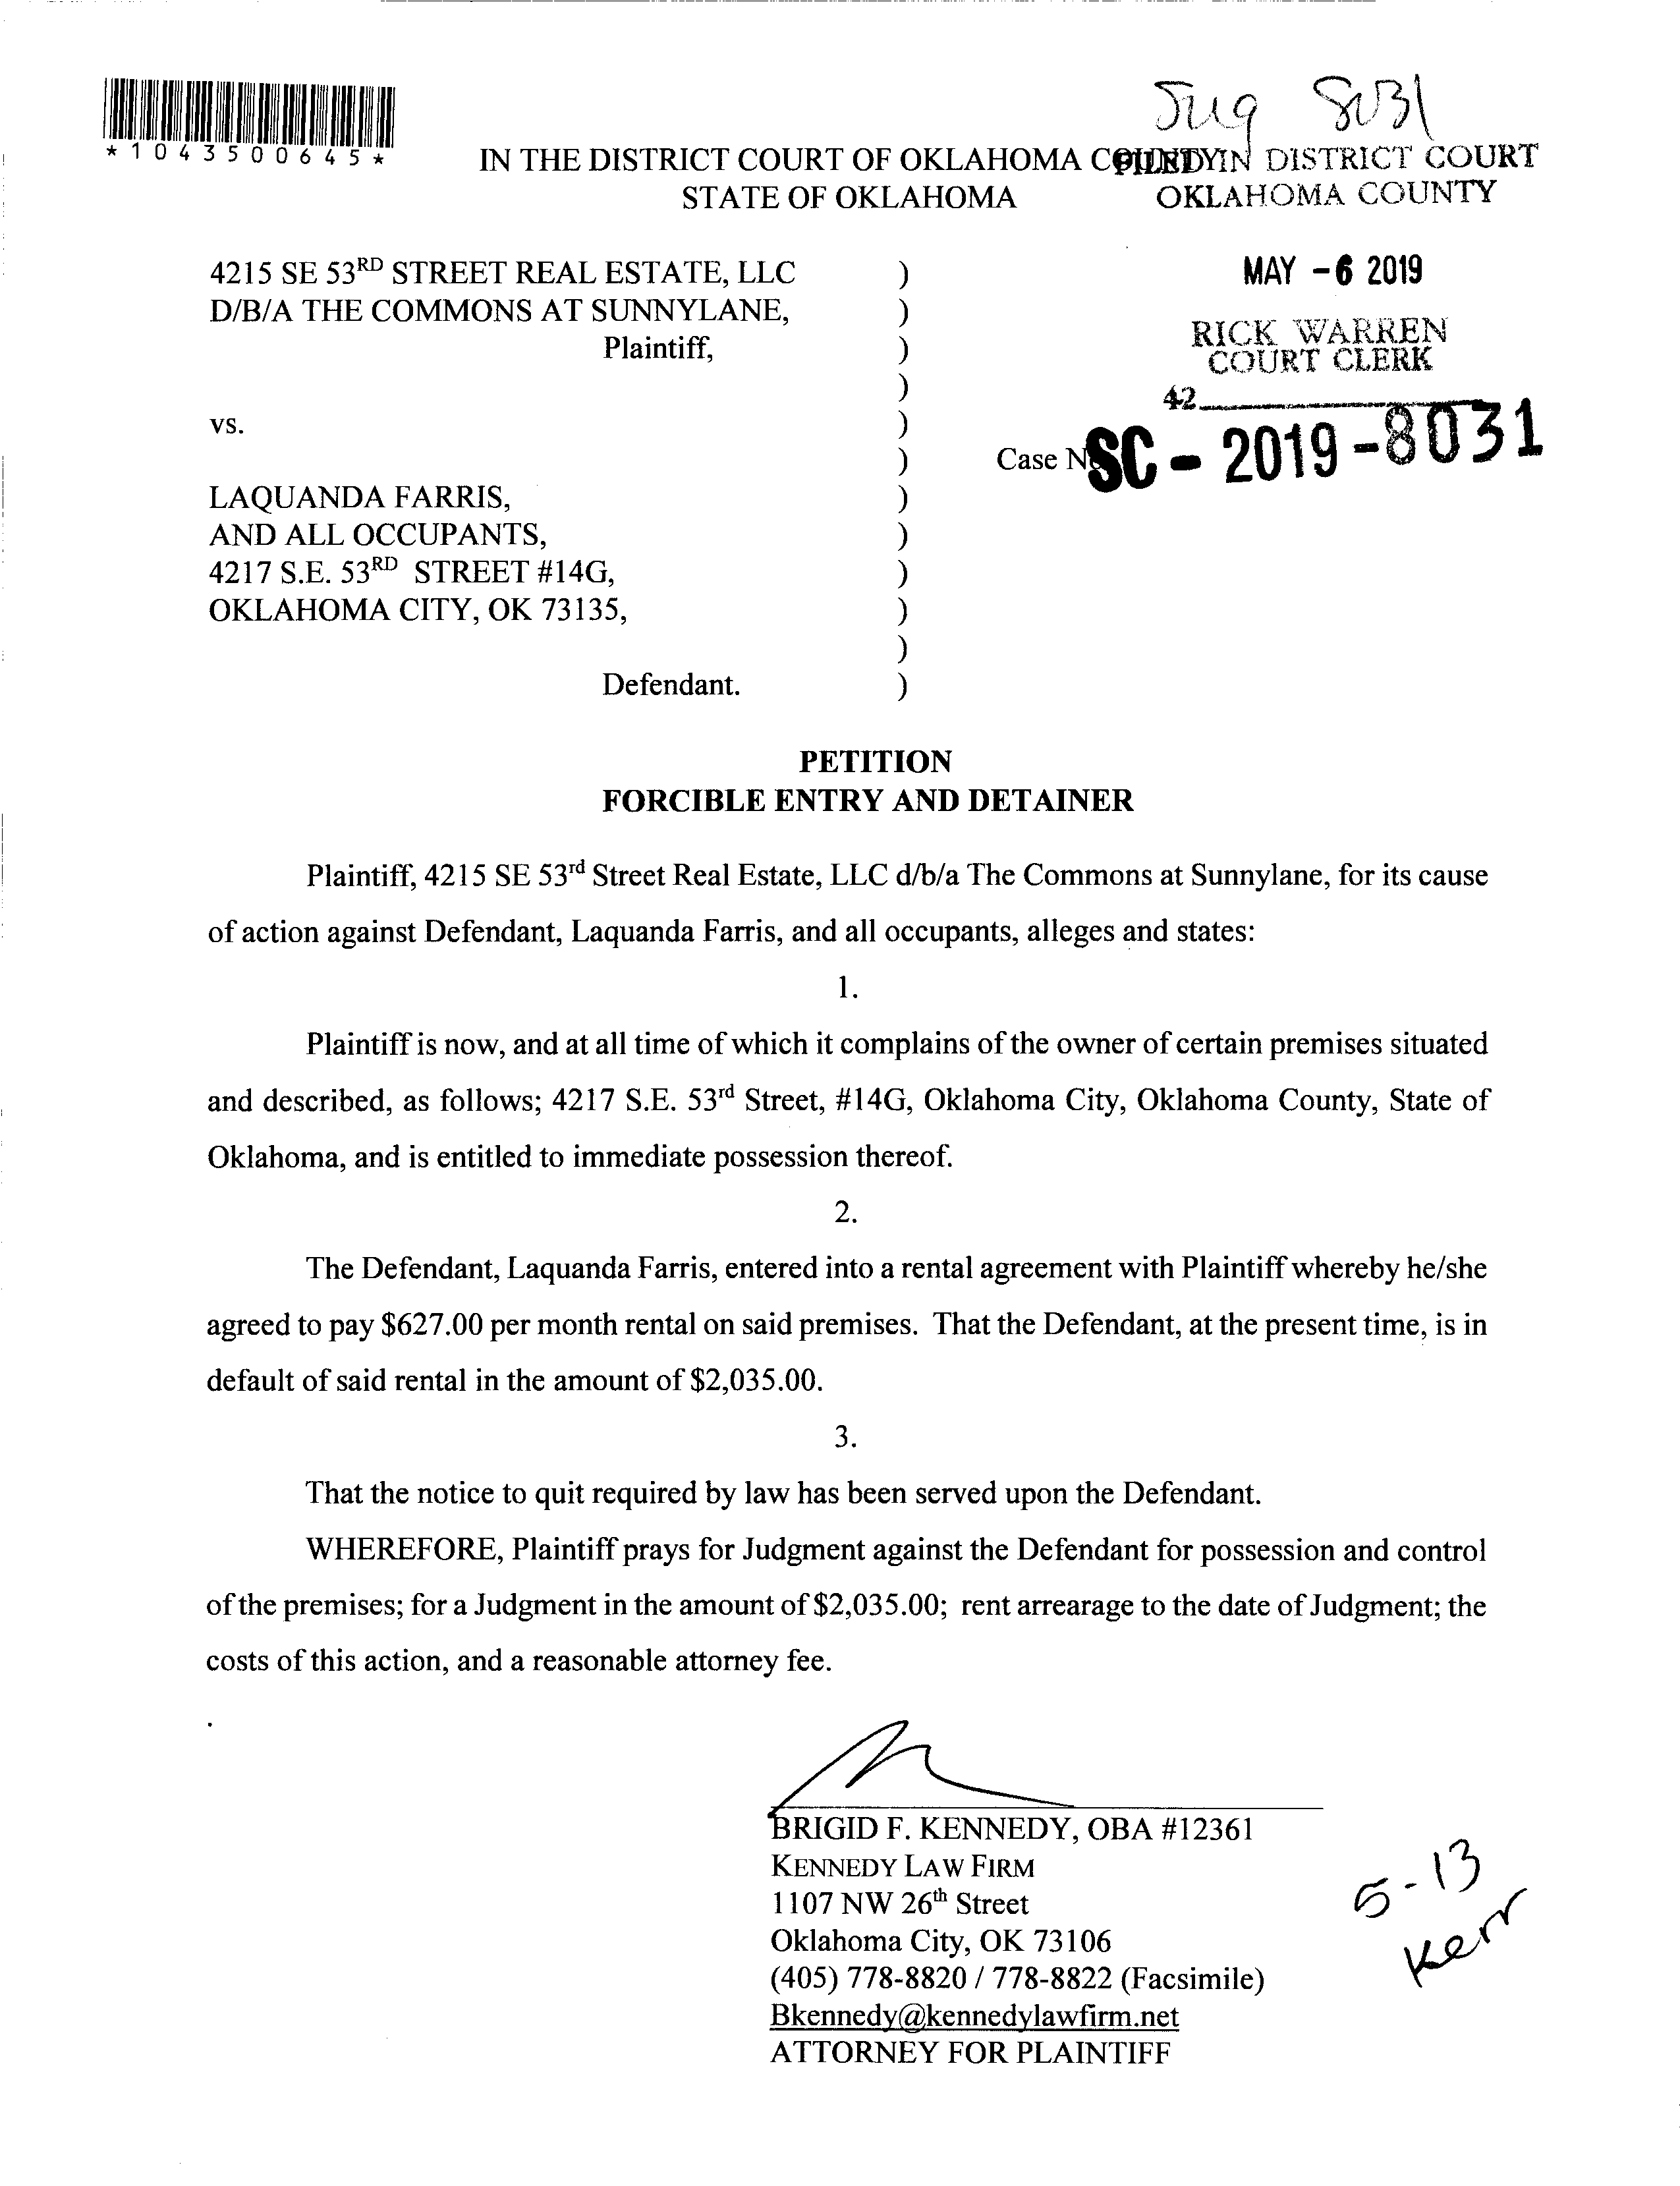 *1043500645*
8031
IN THE DISTRICT COURT OF OKLAHOMA COUNTY
STATE OF OKLAHOMA
FILED IN DISTRICT COURT
OKLAHOMA COUNTY
MAY -6 2019
RICK WARREN
COURT CLERK
42
4215 SE 53RD STREET REAL ESTATE, LLC )
D/B/A THE COMMONS AT SUNNYLANE, )
Plaintiff, )
)
vs. )
) Case No SC - 2019 - 8031
LAQUANDA FARRIS, )
AND ALL OCCUPANTS, )
4217 S.E. 53RD STREET #14G, )
OKLAHOMA CITY, OK 73135, )
)
Defendant. )
PETITION
FORCIBLE ENTRY AND DETAINER
Plaintiff, 4215 SE 53rd Street Real Estate, LLC d/b/a The Commons at Sunnylane, for its cause
of action against Defendant, Laquanda Farris, and all occupants, alleges and states:
1.
Plaintiff is now, and at all time of which it complains of the owner of certain premises situated
and described, as follows; 4217 S.E. 53rd Street, #14G, Oklahoma City, Oklahoma County, State of
Oklahoma, and is entitled to immediate possession thereof.
2.
The Defendant, Laquanda Farris, entered into a rental agreement with Plaintiff whereby he/she
agreed to pay $627.00 per month rental on said premises. That the Defendant, at the present time, is in
default of said rental in the amount of $2,035.00.
3.
That the notice to quit required by law has been served upon the Defendant.
WHEREFORE, Plaintiff prays for Judgment against the Defendant for possession and control
of the premises; for a Judgment in the amount of $2,035.00; rent arrearage to the date of Judgment; the
costs of this action, and a reasonable attorney fee.
.
BRIGID F. KENNEDY, OBA #12361
KENNEDY LAW FIRM
1107 NW 26th Street
Oklahoma City, OK 73106
(405) 778-8820 / 778-8822 (Facsimile)
Bkennedy@kennedylawfirm.net
ATTORNEY FOR PLAINTIFF
5-13
Kerr